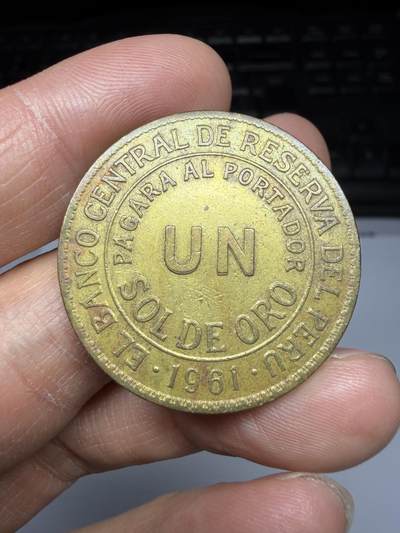 EL BANCO CENTRAL DE RESERVA DEL PERU
PAGARA AL PORTADOR
UN
SOL DE ORO
· 1961 ·